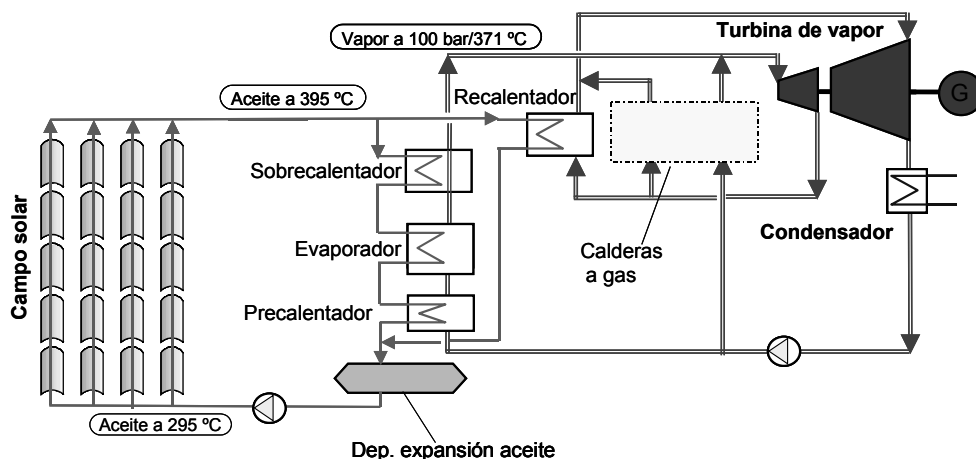 Turbina de vapor
Vapor a 100 bar/371 ºC
Aceite a 395 ºC
Recalentador
G
Sobrecalentador
Campo solar
Evaporador
Condensador
Calderas
a gas
Precalentador
Aceite a 295 ºC
Dep. expansión aceite